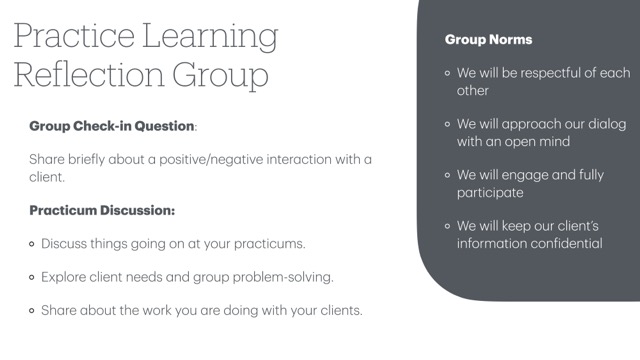 Practice Learning
Reflection Group
Group Check-in Question:
Share briefly about a positive/negative interaction with a
client.
Practicum Discussion:
Discuss things going on at your practicums.
Explore client needs and group problem-solving.
Share about the work you are doing with your clients.
Group Norms
We will be respectful of each
other
We will approach our dialog
with an open mind
We will engage and fully
participate
We will keep our client's
information confidential